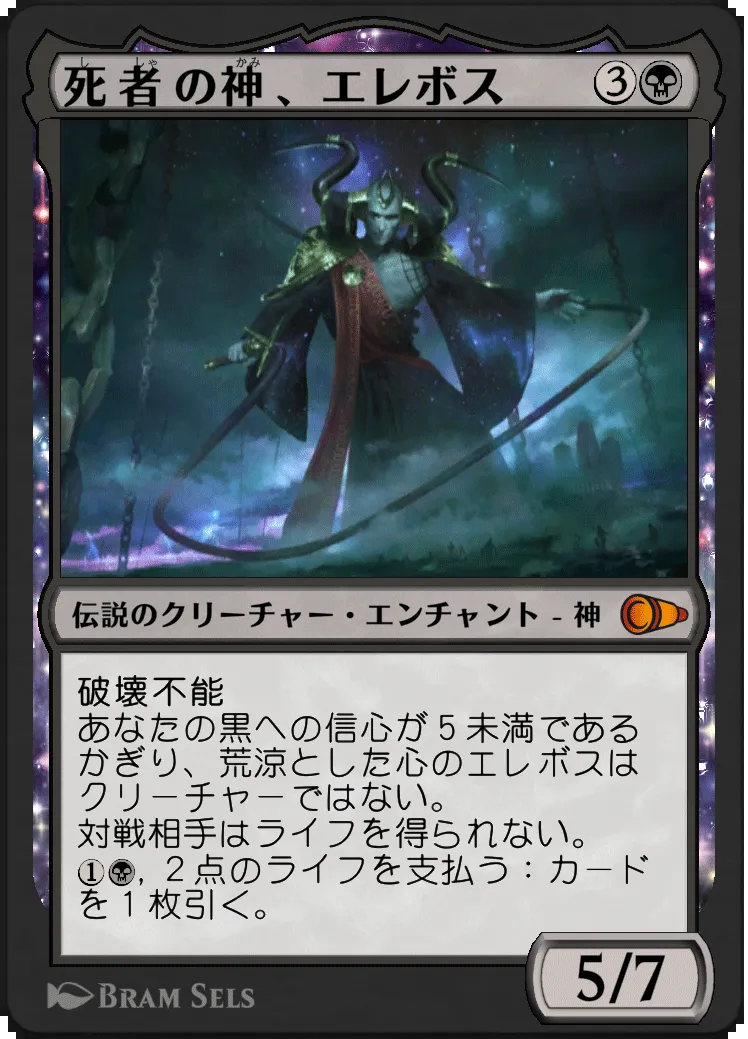 死者の神、エレボス ③
しゃ かみ
伝説のクリーチャー・エンチャント - 神
破壊不能
あなたの黒への信心が5未満である
かぎり、荒涼とした心のエレボスは
クリーチャーではない。
対戦相手はライフを得られない。
①, 2点のライフを支払う：カード
を1枚引く。
5/7
BRAM SELS